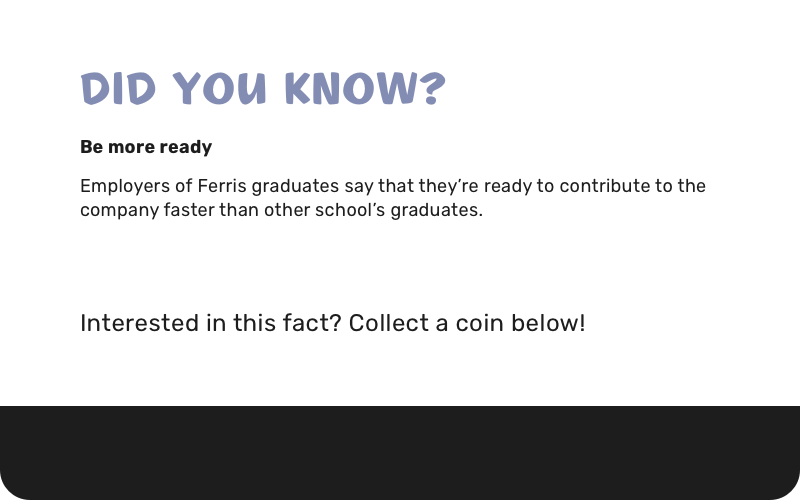 DID YOU KNOW?
Be more ready
Employers of Ferris graduates say that they’re ready to contribute to the
company faster than other school’s graduates.
Interested in this fact? Collect a coin below!